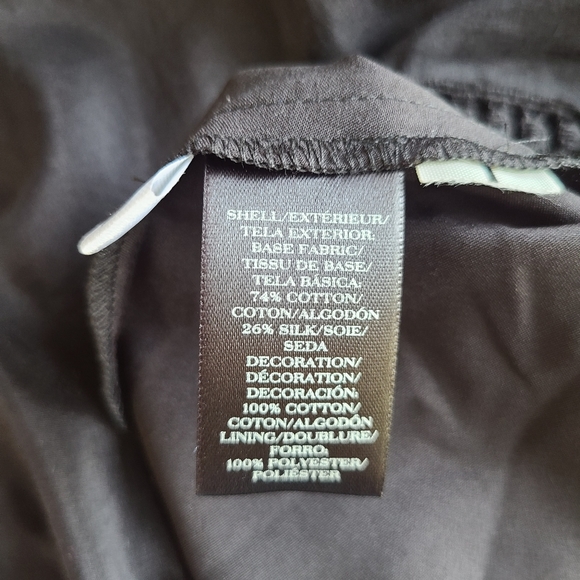 SHELL/EXTÉRIEUR/
TELA EXTERIOR:
BASE FABRIC/
TISSU DE BASE/
TELA BÁSICA:
74% COTTON/
COTON/ALGODÓN
26% SILK/SOIE/
SEDA
DECORATION/
DÉCORATION/
DECORACIÓN:
100% COTTON/
COTON/ALGODÓN
LINING/DOUBLURE/
FORRO:
100% POLYESTER/
POLIÉSTER